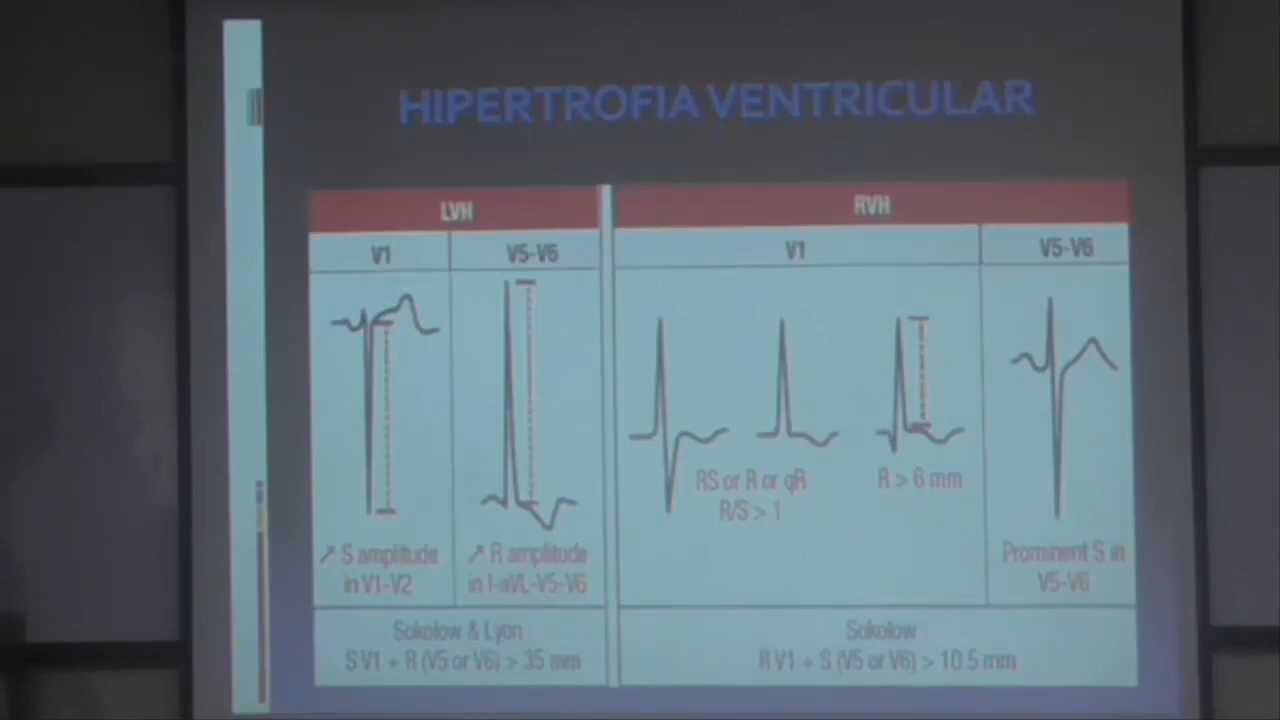 HIPERTROFIA VENTRICULAR
LVH
RVH
V1
V5-V6
V1
V5-V6
↗ S amplitude
in V1-V2
↗ R amplitude
in I-aVL-V5-V6
RS or R or qR
R/S > 1
R > 6 mm
Prominent S in
V5-V6
Sokolow & Lyon :
S V1 + R (V5 or V6) > 35 mm
Sokolow :
R V1 + S (V5 or V6) > 10.5 mm